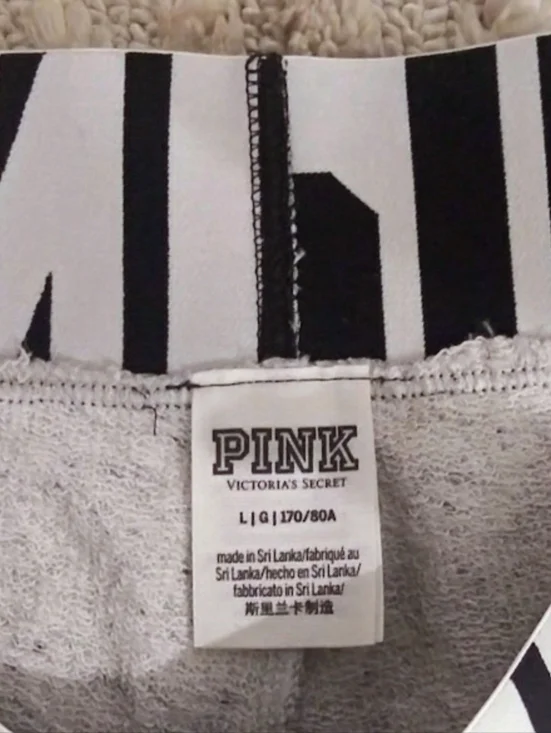 PINK
VICTORIA'S SECRET
L | G | 170/80A
made in Sri Lanka/fabriqué au
Sri Lanka/hecho en Sri Lanka/
fabbricato in Sri Lanka/
斯里兰卡制造